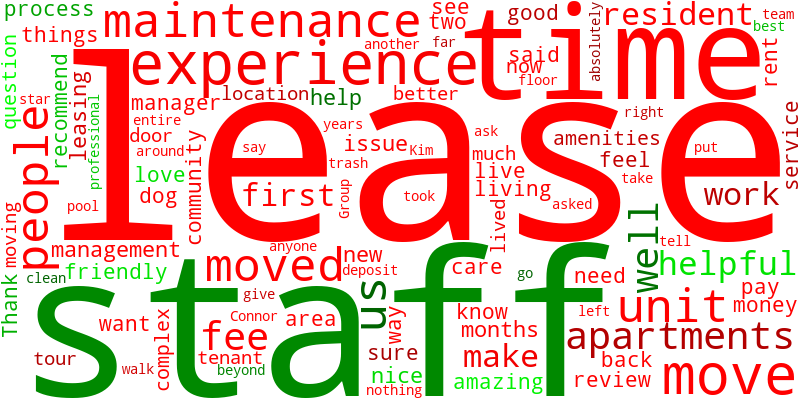 process
maintenance
see
two
good
resident
team
best
things
another
far
absolutely
question
experience
time
said
now
floor
rent
recommend
leasing
manager
location
help
better
star
professional
people
lease
entire
door
around
years
issue
Kim
ask
right
amenities
service
say
trash
much
feel
love
dog
community
first
Group
took
live
living
take
put
work
pool
asked
moving
management
anyone
moved
new
lived
well
tell
Thank
clean
friendly
deposit
care
go
need
helpful
staff
give
us
unit
pay
money
want
complex
Connor
area
way
know
months
left
fee
apartments
tour
tenant
sure
make
back
walk
beyond
nice
nothing
amazing
review
move